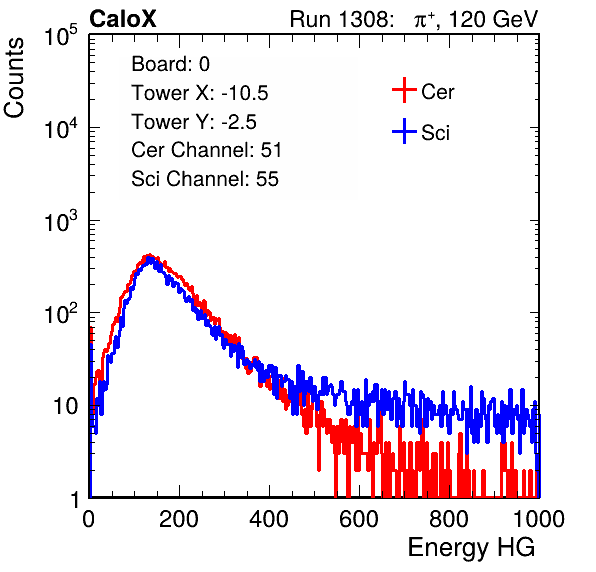 CaloX Run 1308: π⁺, 120 GeV
Board: 0
Tower X: -10.5
Tower Y: -2.5
Cer Channel: 51
Sci Channel: 55
Cer
Sci
Counts
10⁵
10⁴
10³
10²
10
1
0 200 400 600 800 1000
Energy HG